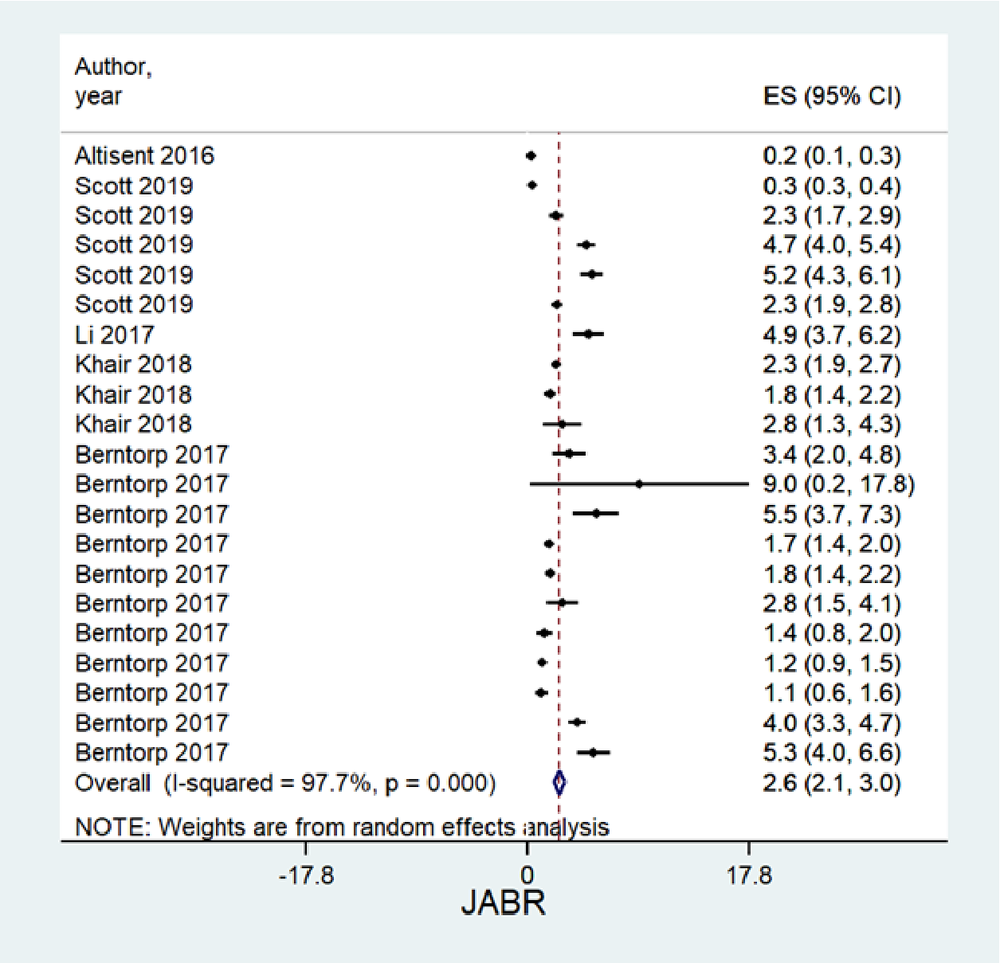 Author,
year
ES (95% CI)
Altisent 2016 0.2 (0.1, 0.3)
Scott 2019 0.3 (0.3, 0.4)
Scott 2019 2.3 (1.7, 2.9)
Scott 2019 4.7 (4.0, 5.4)
Scott 2019 5.2 (4.3, 6.1)
Scott 2019 2.3 (1.9, 2.8)
Li 2017 4.9 (3.7, 6.2)
Khair 2018 2.3 (1.9, 2.7)
Khair 2018 1.8 (1.4, 2.2)
Khair 2018 2.8 (1.3, 4.3)
Berntorp 2017 3.4 (2.0, 4.8)
Berntorp 2017 9.0 (0.2, 17.8)
Berntorp 2017 5.5 (3.7, 7.3)
Berntorp 2017 1.7 (1.4, 2.0)
Berntorp 2017 1.8 (1.4, 2.2)
Berntorp 2017 2.8 (1.5, 4.1)
Berntorp 2017 1.4 (0.8, 2.0)
Berntorp 2017 1.2 (0.9, 1.5)
Berntorp 2017 1.1 (0.6, 1.6)
Berntorp 2017 4.0 (3.3, 4.7)
Berntorp 2017 5.3 (4.0, 6.6)
Overall (I-squared = 97.7%, p = 0.000) 2.6 (2.1, 3.0)
NOTE: Weights are from random effects analysis
-17.8 0 17.8
JABR